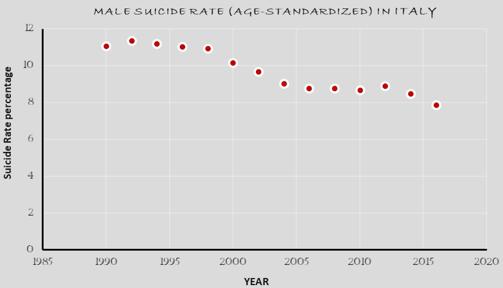 MALE SUICIDE RATE (AGE-STANDARDIZED) IN ITALY
12
10
8
6
4
2
0
Suicide Rate percentage
1985 1990 1995 2000 2005 2010 2015 2020
YEAR